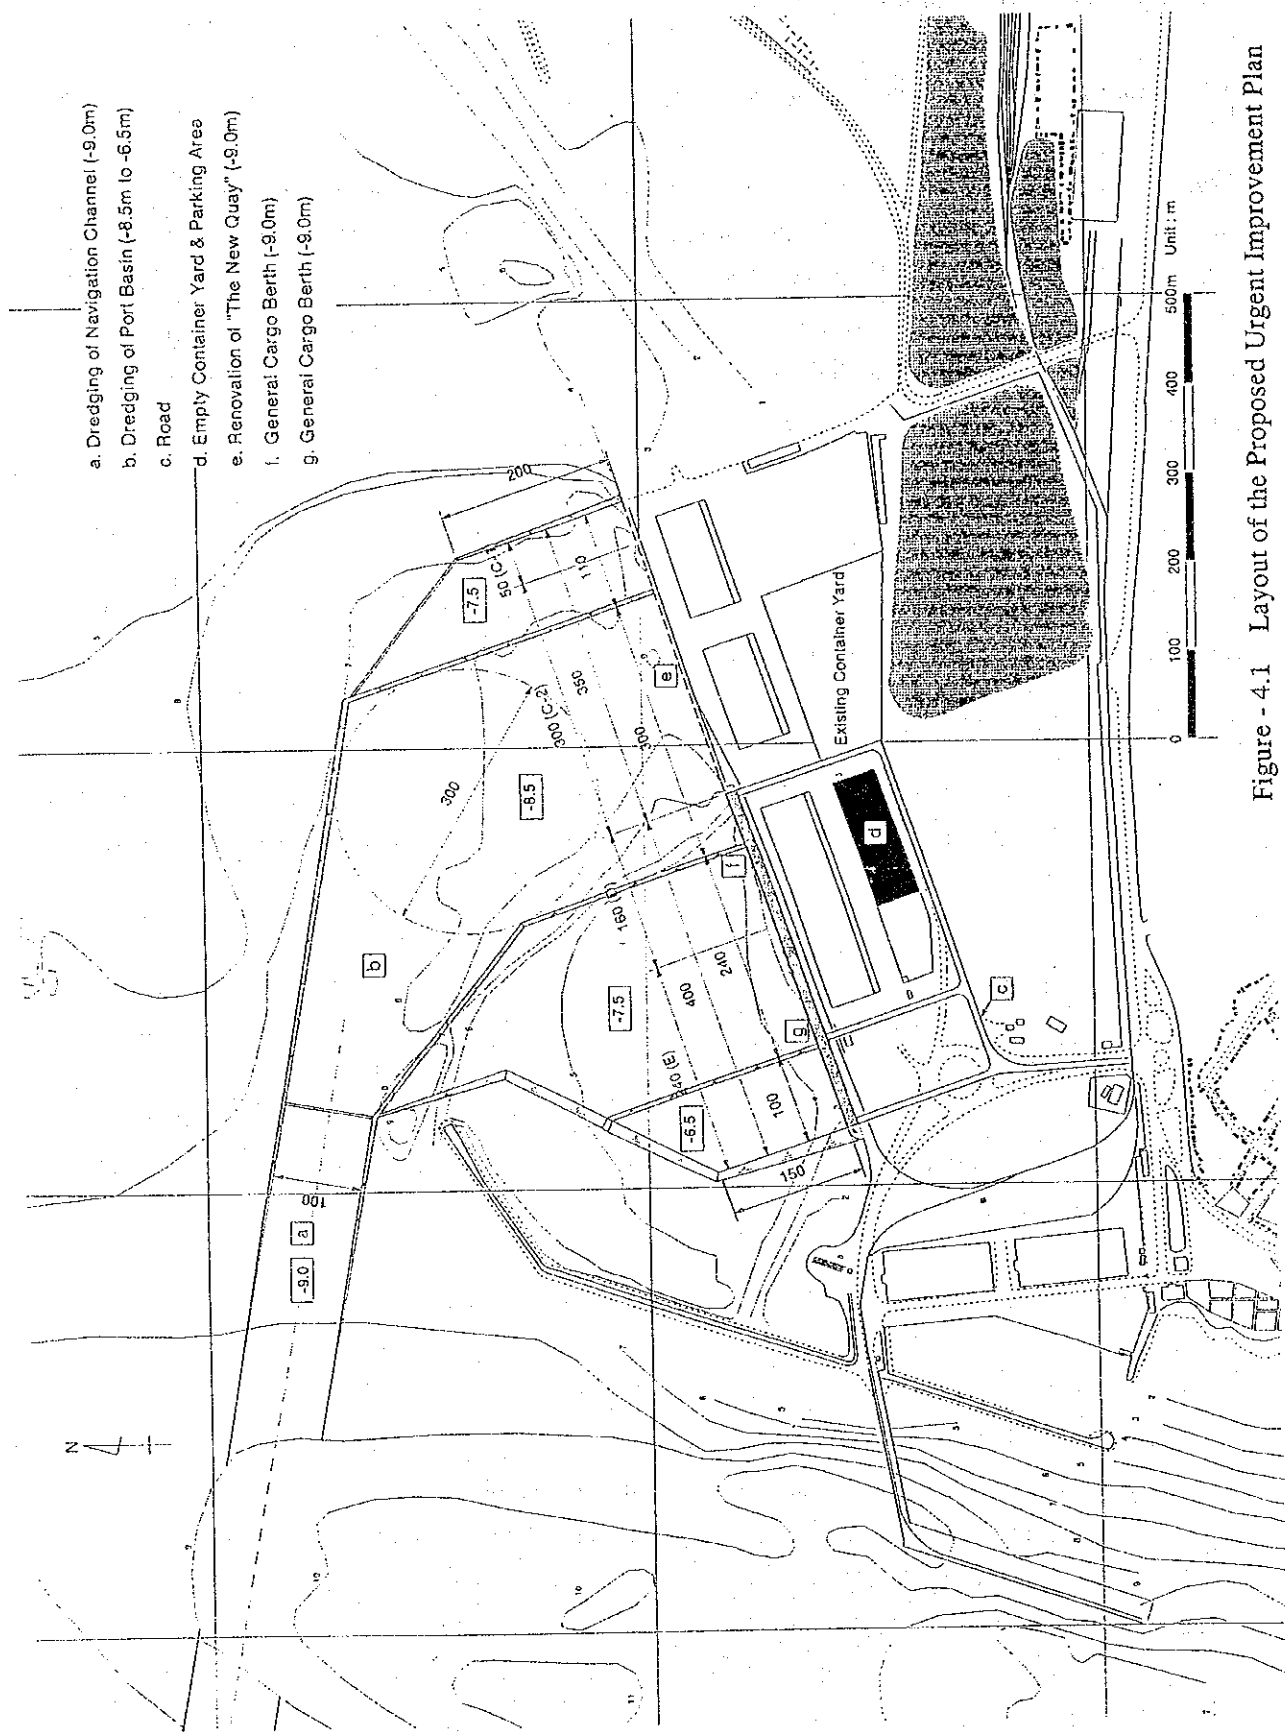 a. Dredging of Navigation Channel (-9.0m)
b. Dredging of Port Basin (-8.5m to -6.5m)
c. Road
d. Empty Container Yard & Parking Area
e. Renovation of "The New Quay" (-9.0m)
f. General Cargo Berth (-9.0m)
g. General Cargo Berth (-9.0m)
N
-9.0
a
100
b
300
-8.5
-7.5
200
50
110
350
300 (C-2)
300
e
-7.5
160
240
400
f
g
240 (E)
-6.5
100
150
Existing Container Yard
d
c
0
100
200
300
400
500m
Unit : m
Figure - 4.1 Layout of the Proposed Urgent Improvement Plan